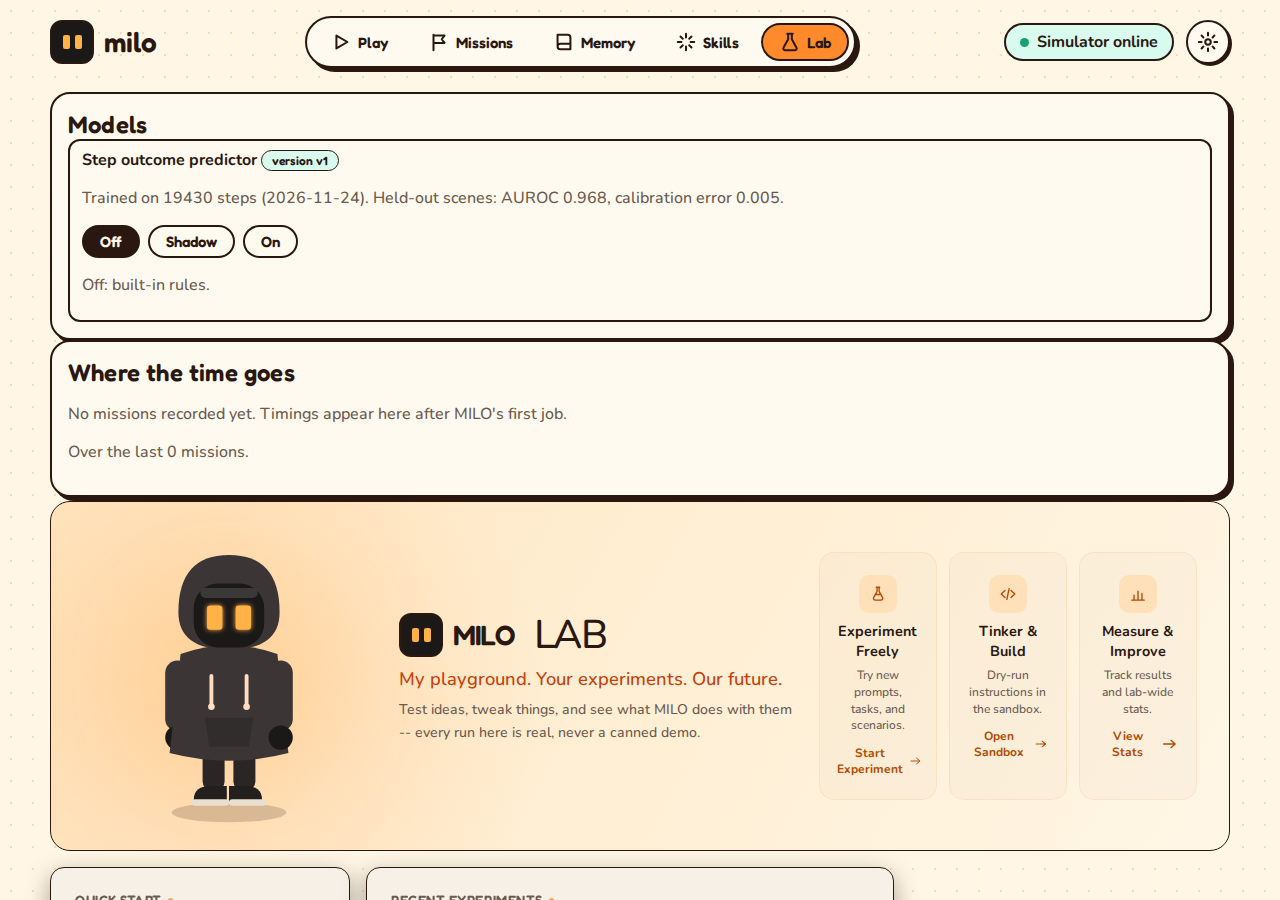 milo
Play
Missions
Memory
Skills
Lab
Simulator online
Models
Step outcome predictor version v1
Trained on 19430 steps (2026-11-24). Held-out scenes: AUROC 0.968, calibration error 0.005.
Off
Shadow
On
Off: built-in rules.
Where the time goes
No missions recorded yet. Timings appear here after MILO's first job.
Over the last 0 missions.
MILO LAB
My playground. Your experiments. Our future.
Test ideas, tweak things, and see what MILO does with them
-- every run here is real, never a canned demo.
Experiment
Freely
Try new
prompts,
tasks, and
scenarios.
Start
Experiment →
Tinker &
Build
Dry-run
instructions in
the sandbox.
Open
Sandbox →
Measure &
Improve
Track results
and lab-wide
stats.
View
Stats →
QUICK START
RECENT EXPERIMENTS